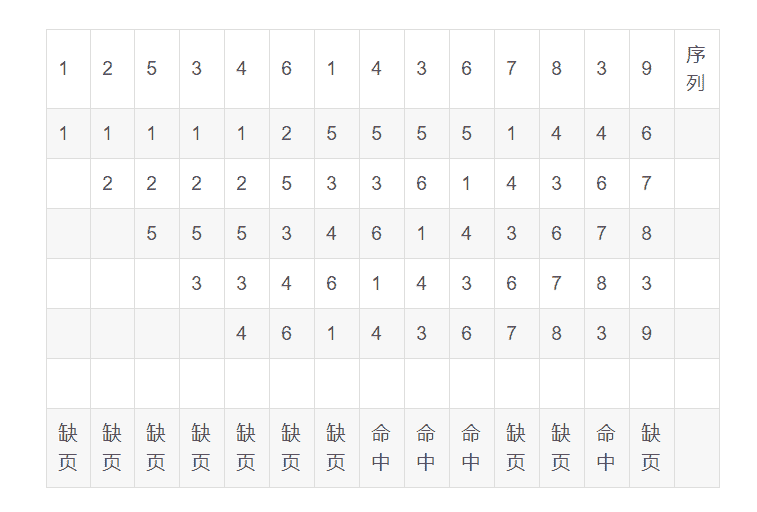 1 2 5 3 4 6 1 4 3 6 7 8 3 9 序列
1 1 1 1 1 2 5 5 5 5 1 4 4 6
2 2 2 2 5 3 3 6 1 4 3 6 7
5 5 5 3 4 6 1 4 3 6 7 8
3 3 4 6 1 4 3 6 7 8 3
4 6 1 4 3 6 7 8 3 9
缺页 缺页 缺页 缺页 缺页 缺页 缺页 命中 命中 命中 缺页 缺页 命中 缺页